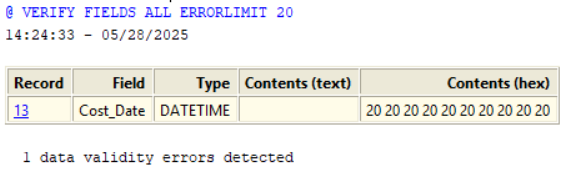 @ VERIFY FIELDS ALL ERRORLIMIT 20
14:24:33 - 05/28/2025
Record Field Type Contents (text) Contents (hex)
13 Cost_Date DATETIME 20 20 20 20 20 20 20 20 20 20
1 data validity errors detected